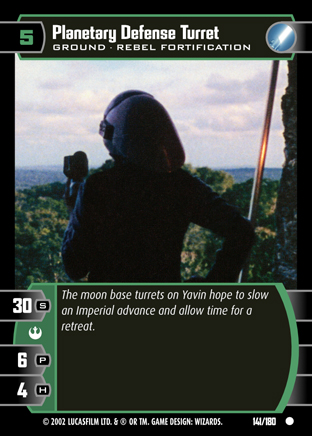 5
Planetary Defense Turret
GROUND · REBEL FORTIFICATION
30 S
The moon base turrets on Yavin hope to slow
an Imperial advance and allow time for a
retreat.
6 P
4 H
© 2002 LUCASFILM LTD. & ® OR TM. GAME DESIGN: WIZARDS.
141/180